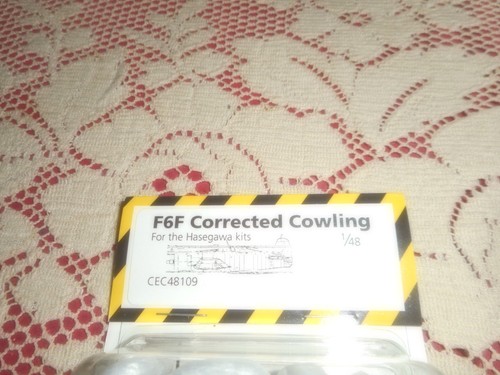 F6F Corrected Cowling
For the Hasegawa kits 1/48
CEC48109